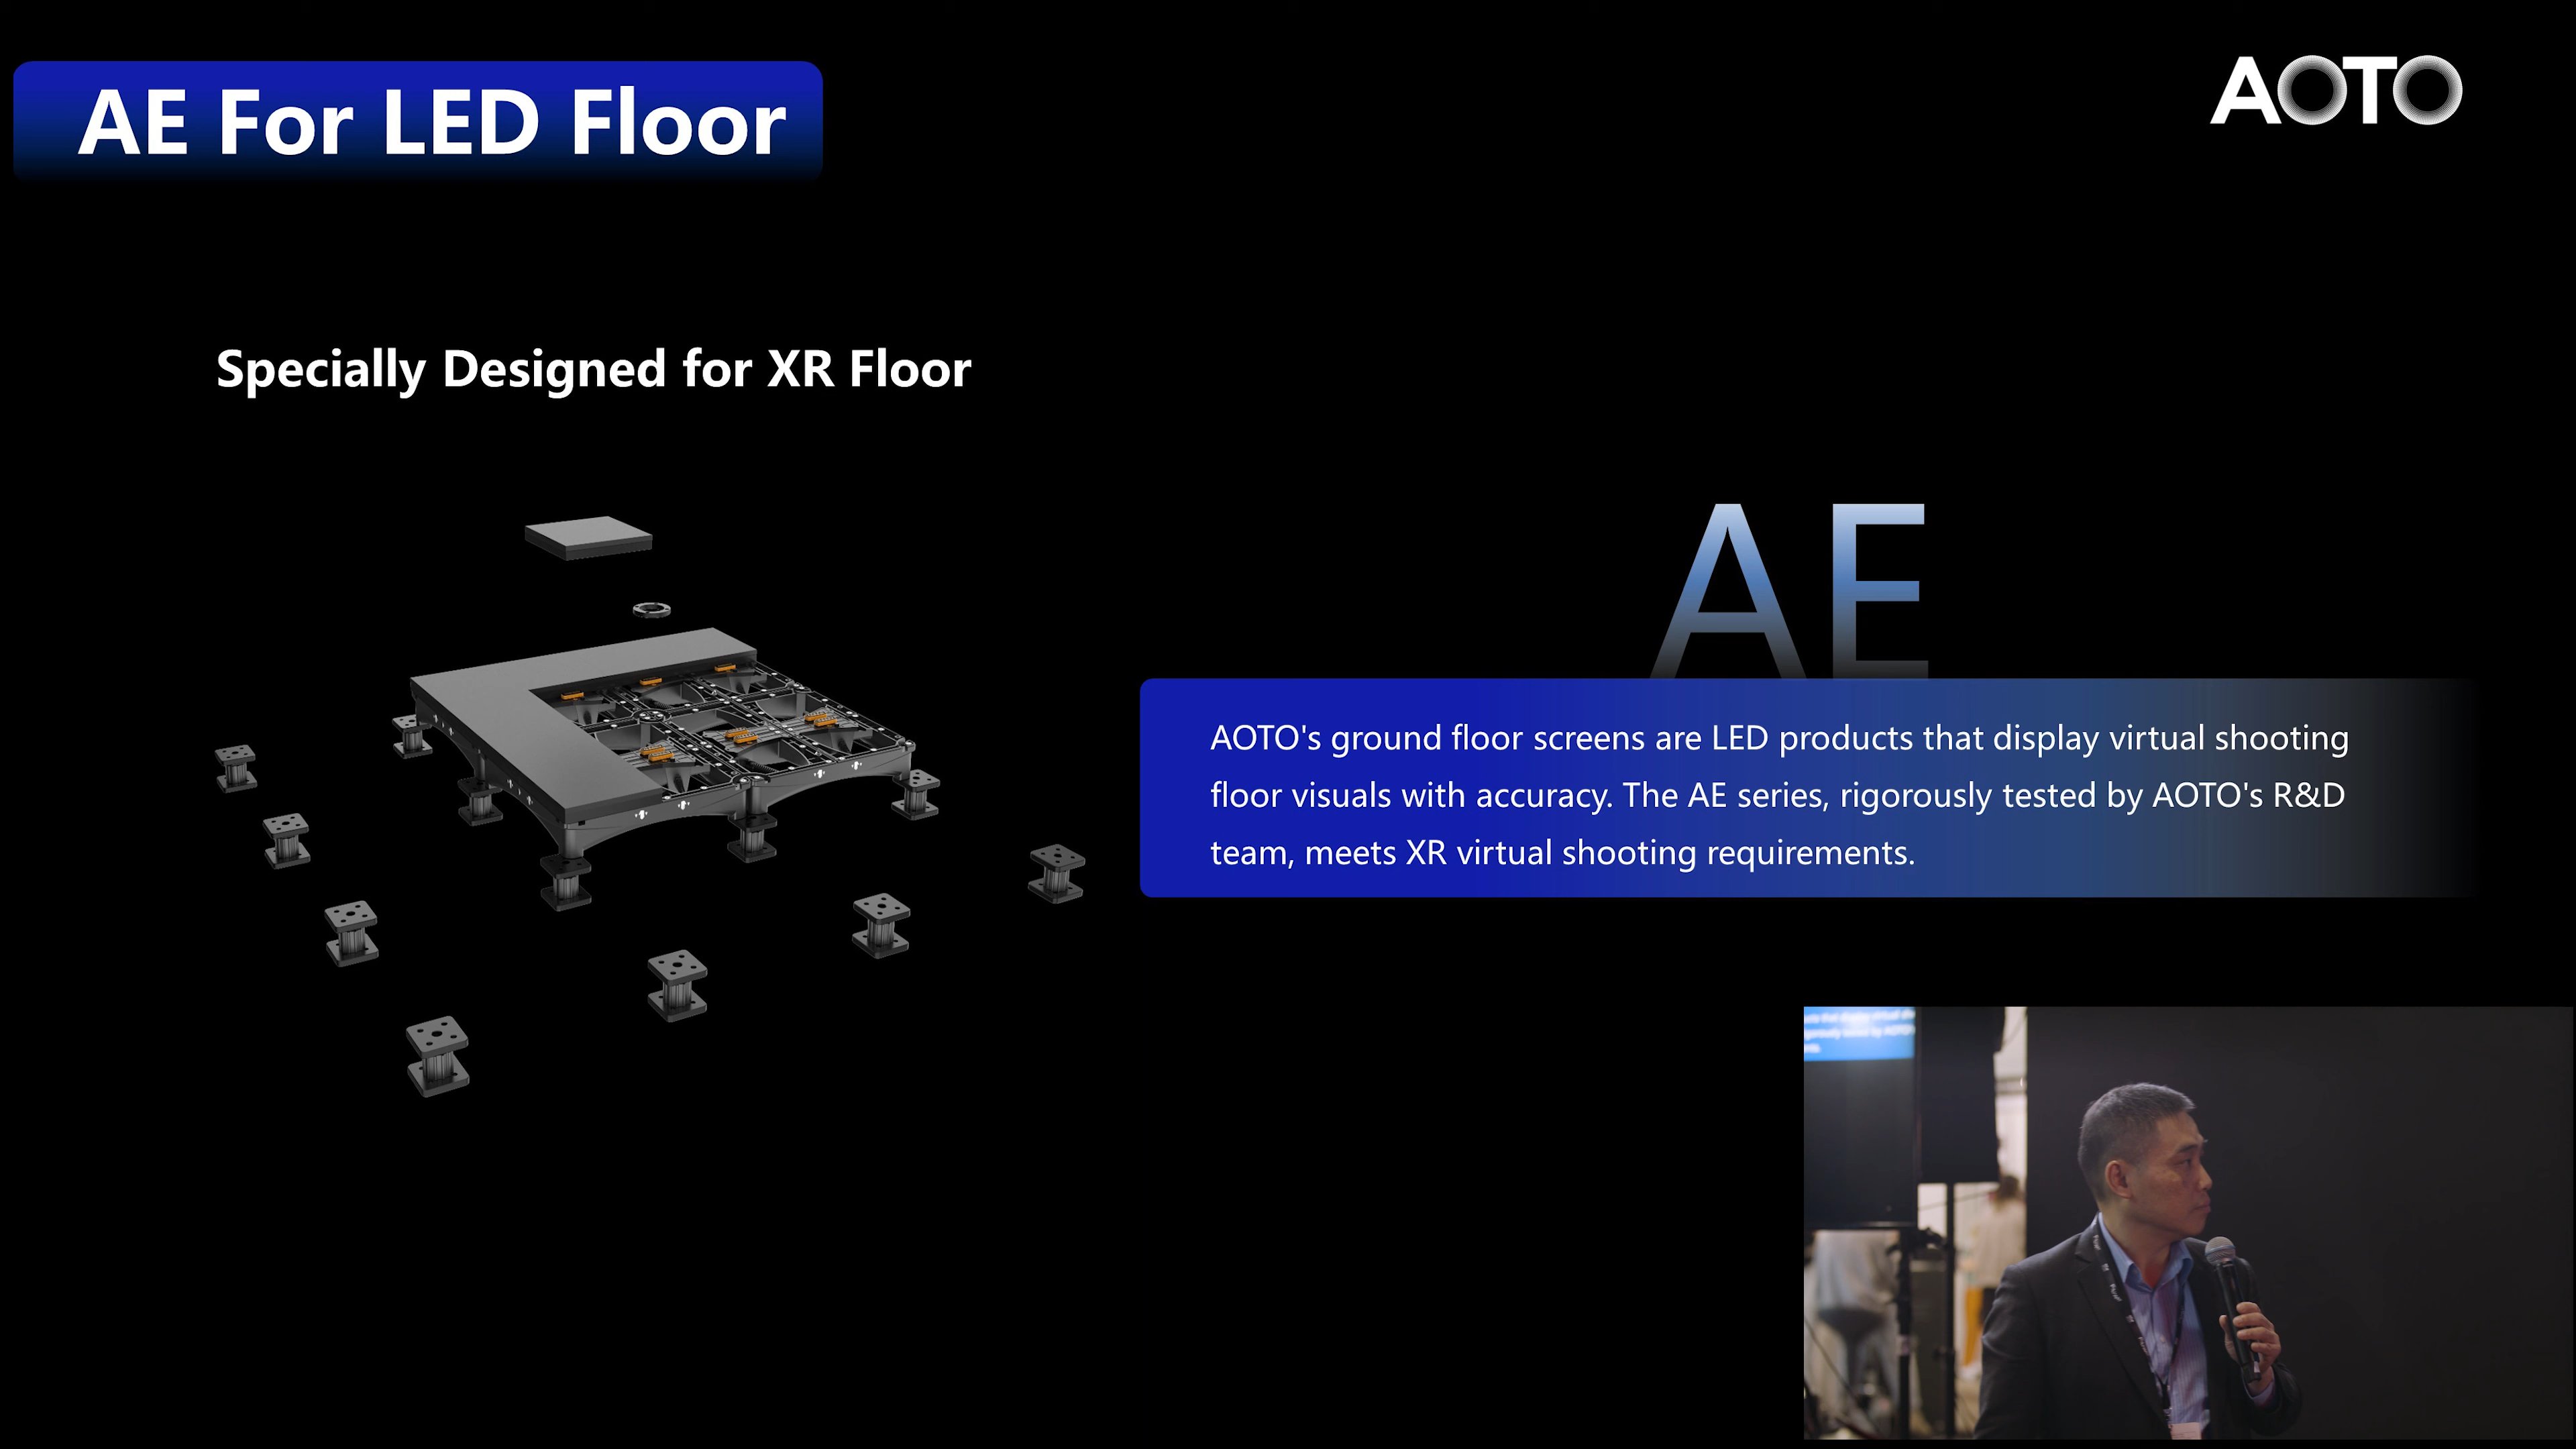 AE For LED Floor
AOTO
Specially Designed for XR Floor
AE
AOTO's ground floor screens are LED products that display virtual shooting
floor visuals with accuracy. The AE series, rigorously tested by AOTO's R&D
team, meets XR virtual shooting requirements.